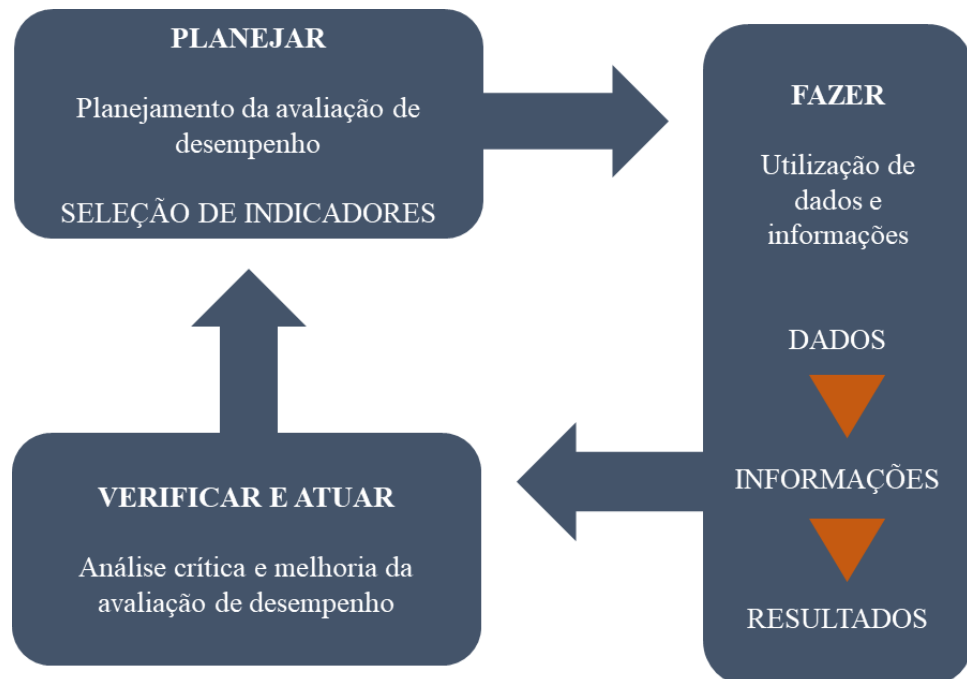 PLANEJAR
Planejamento da avaliação de
desempenho
SELEÇÃO DE INDICADORES
FAZER
Utilização de
dados e
informações
DADOS
INFORMAÇÕES
RESULTADOS
VERIFICAR E ATUAR
Análise crítica e melhoria da
avaliação de desempenho